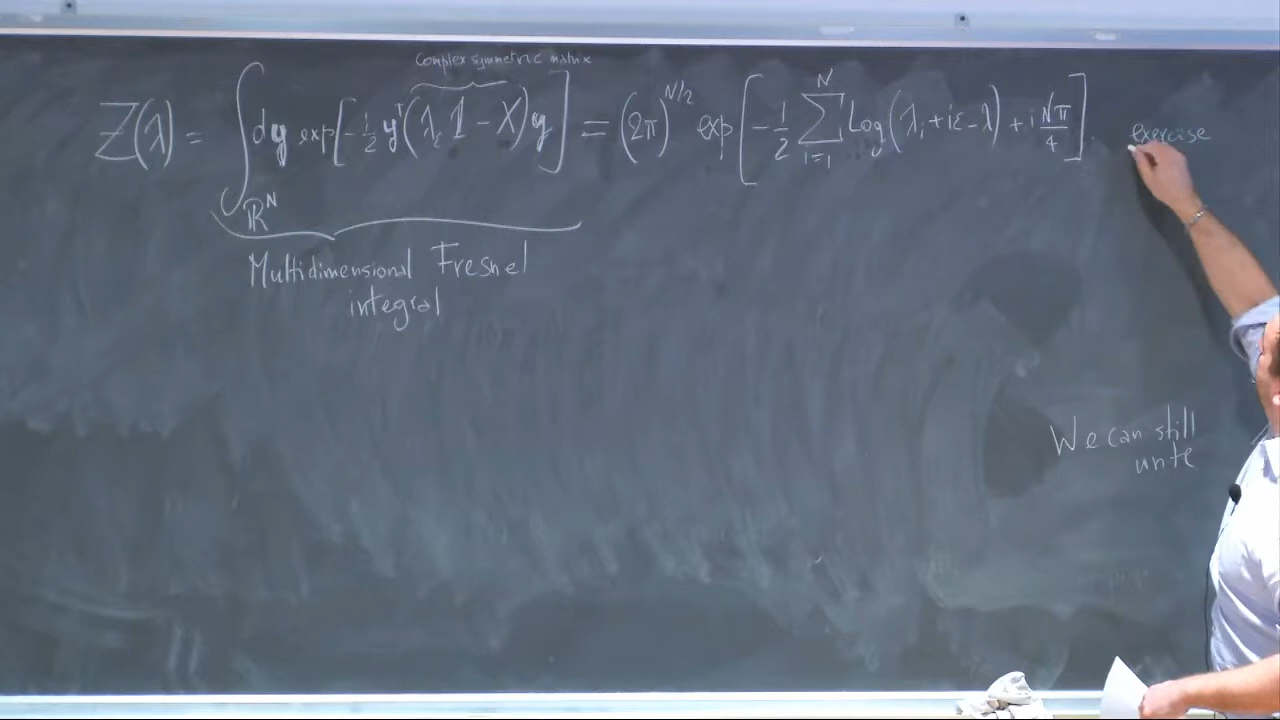 Complex symmetric matrix
Z(λ) = ∫_{ℝ^N} dy exp[-1/2 y^T(λ_ε 𝟙 - X)y] = (2π)^{N/2} exp[-1/2 ∑_{i=1}^{N} Log(λ_i + iε - λ) + i Nπ/4]. exercise
Multidimensional Fresnel
integral
We can still
write